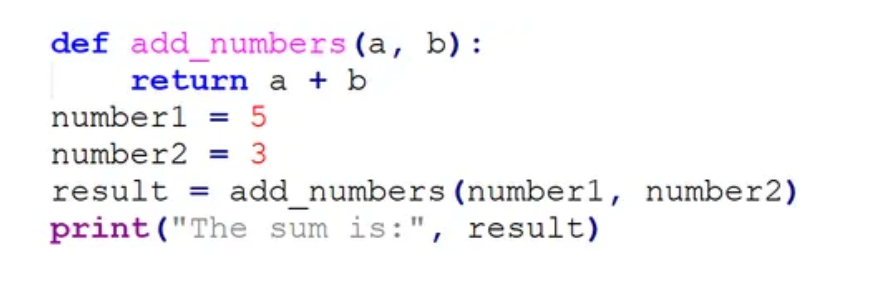 def add_numbers(a, b):
    return a + b
number1 = 5
number2 = 3
result = add_numbers(number1, number2)
print("The sum is:", result)